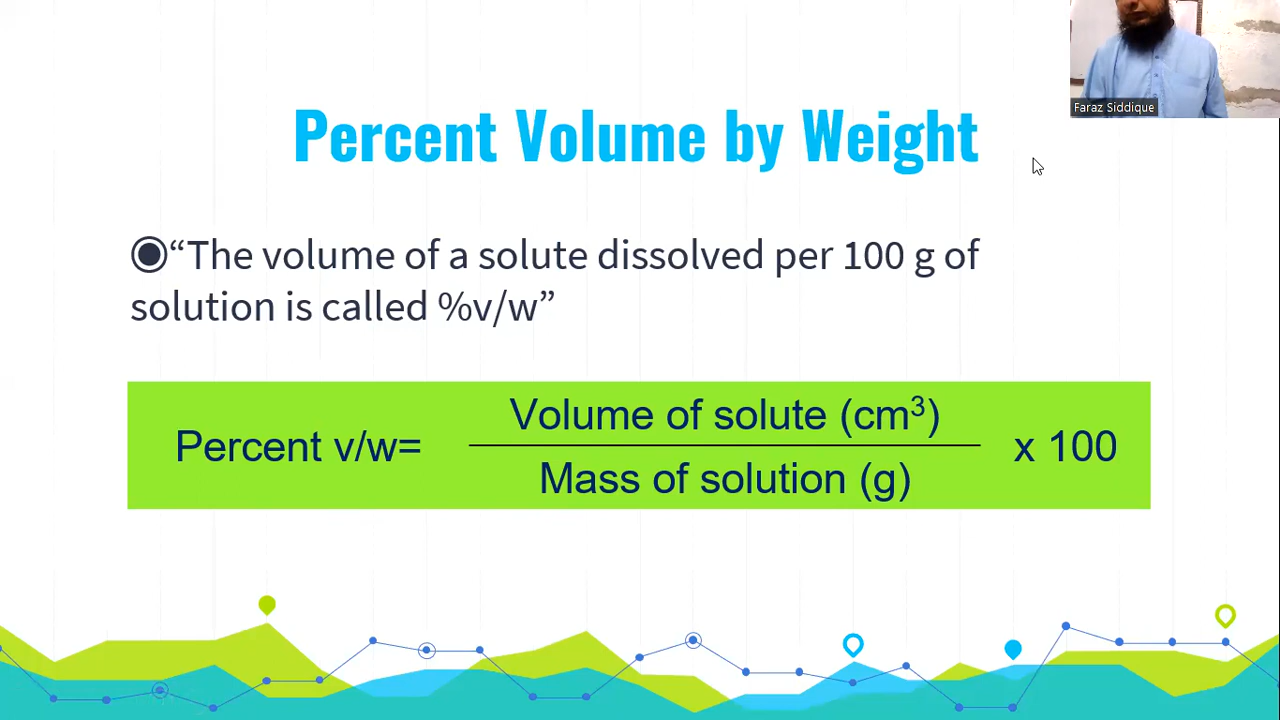 Faraz Siddique
Percent Volume by Weight
“The volume of a solute dissolved per 100 g of
solution is called %v/w”
Percent v/w=
Volume of solute (cm³)
Mass of solution (g)
x 100